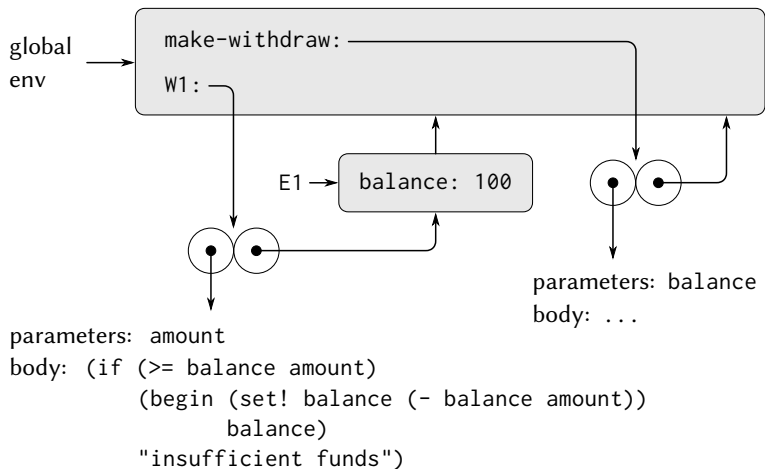 global
env
make-withdraw:
W1:
E1
balance: 100
parameters: balance
body: ...
parameters: amount
body: (if (>= balance amount)
(begin (set! balance (- balance amount))
balance)
"insufficient funds")